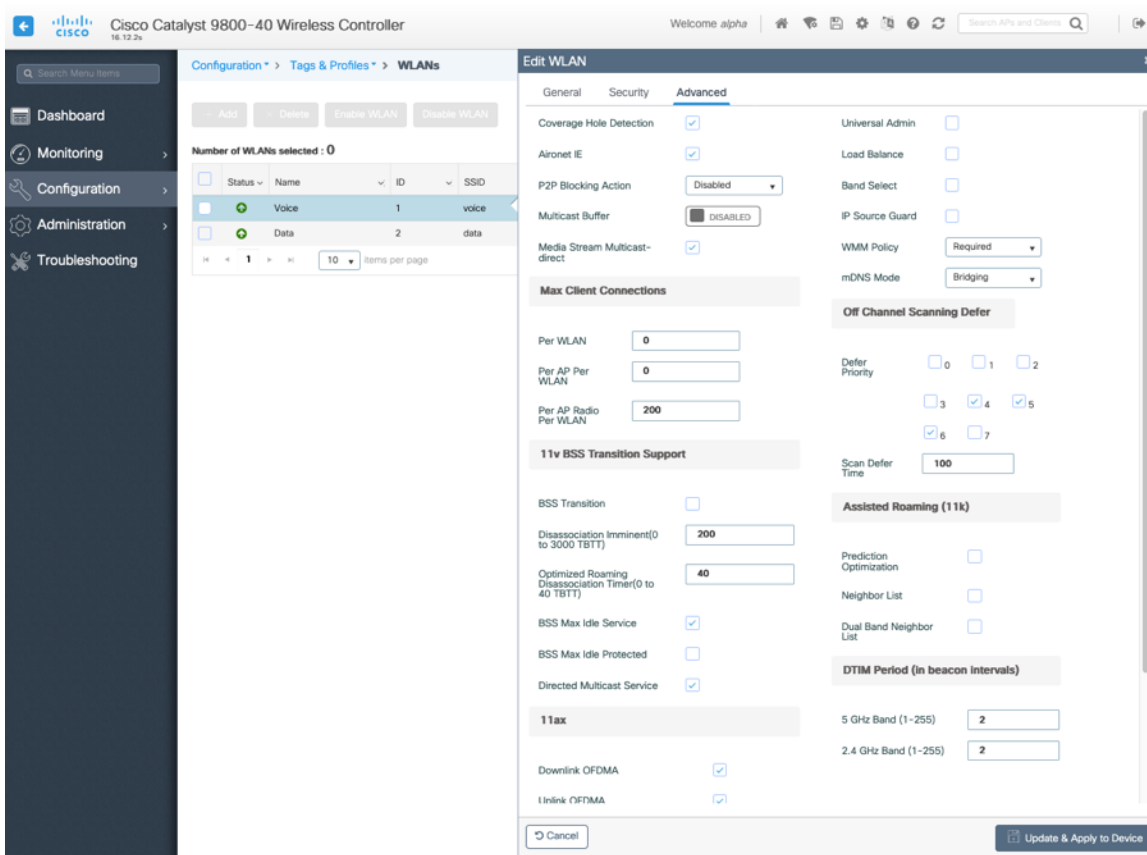 CISCO
Cisco Catalyst 9800-40 Wireless Controller
16.12.2s
Welcome alpha
Search APs and Clients
Search Menu Items
Dashboard
Monitoring
Configuration
Administration
Troubleshooting
Configuration > Tags & Profiles > WLANs
Add
Delete
Enable WLAN
Disable WLAN
Number of WLANs selected : 0
Status Name ID SSID
Voice 1 voice
Data 2 data
1 10 items per page
Edit WLAN
General Security Advanced
Coverage Hole Detection
Aironet IE
P2P Blocking Action Disabled
Multicast Buffer DISABLED
Media Stream Multicast-
direct
Max Client Connections
Per WLAN 0
Per AP Per
WLAN 0
Per AP Radio
Per WLAN 200
11v BSS Transition Support
BSS Transition
Disassociation Imminent(0
to 3000 TBTT) 200
Optimized Roaming
Disassociation Timer(0 to
40 TBTT) 40
BSS Max Idle Service
BSS Max Idle Protected
Directed Multicast Service
11ax
Downlink OFDMA
Uplink OFDMA
Universal Admin
Load Balance
Band Select
IP Source Guard
WMM Policy Required
mDNS Mode Bridging
Off Channel Scanning Defer
Defer
Priority
0 1 2
3 4 5
6 7
Scan Defer
Time 100
Assisted Roaming (11k)
Prediction
Optimization
Neighbor List
Dual Band Neighbor
List
DTIM Period (in beacon intervals)
5 GHz Band (1-255) 2
2.4 GHz Band (1-255) 2
Cancel
Update & Apply to Device